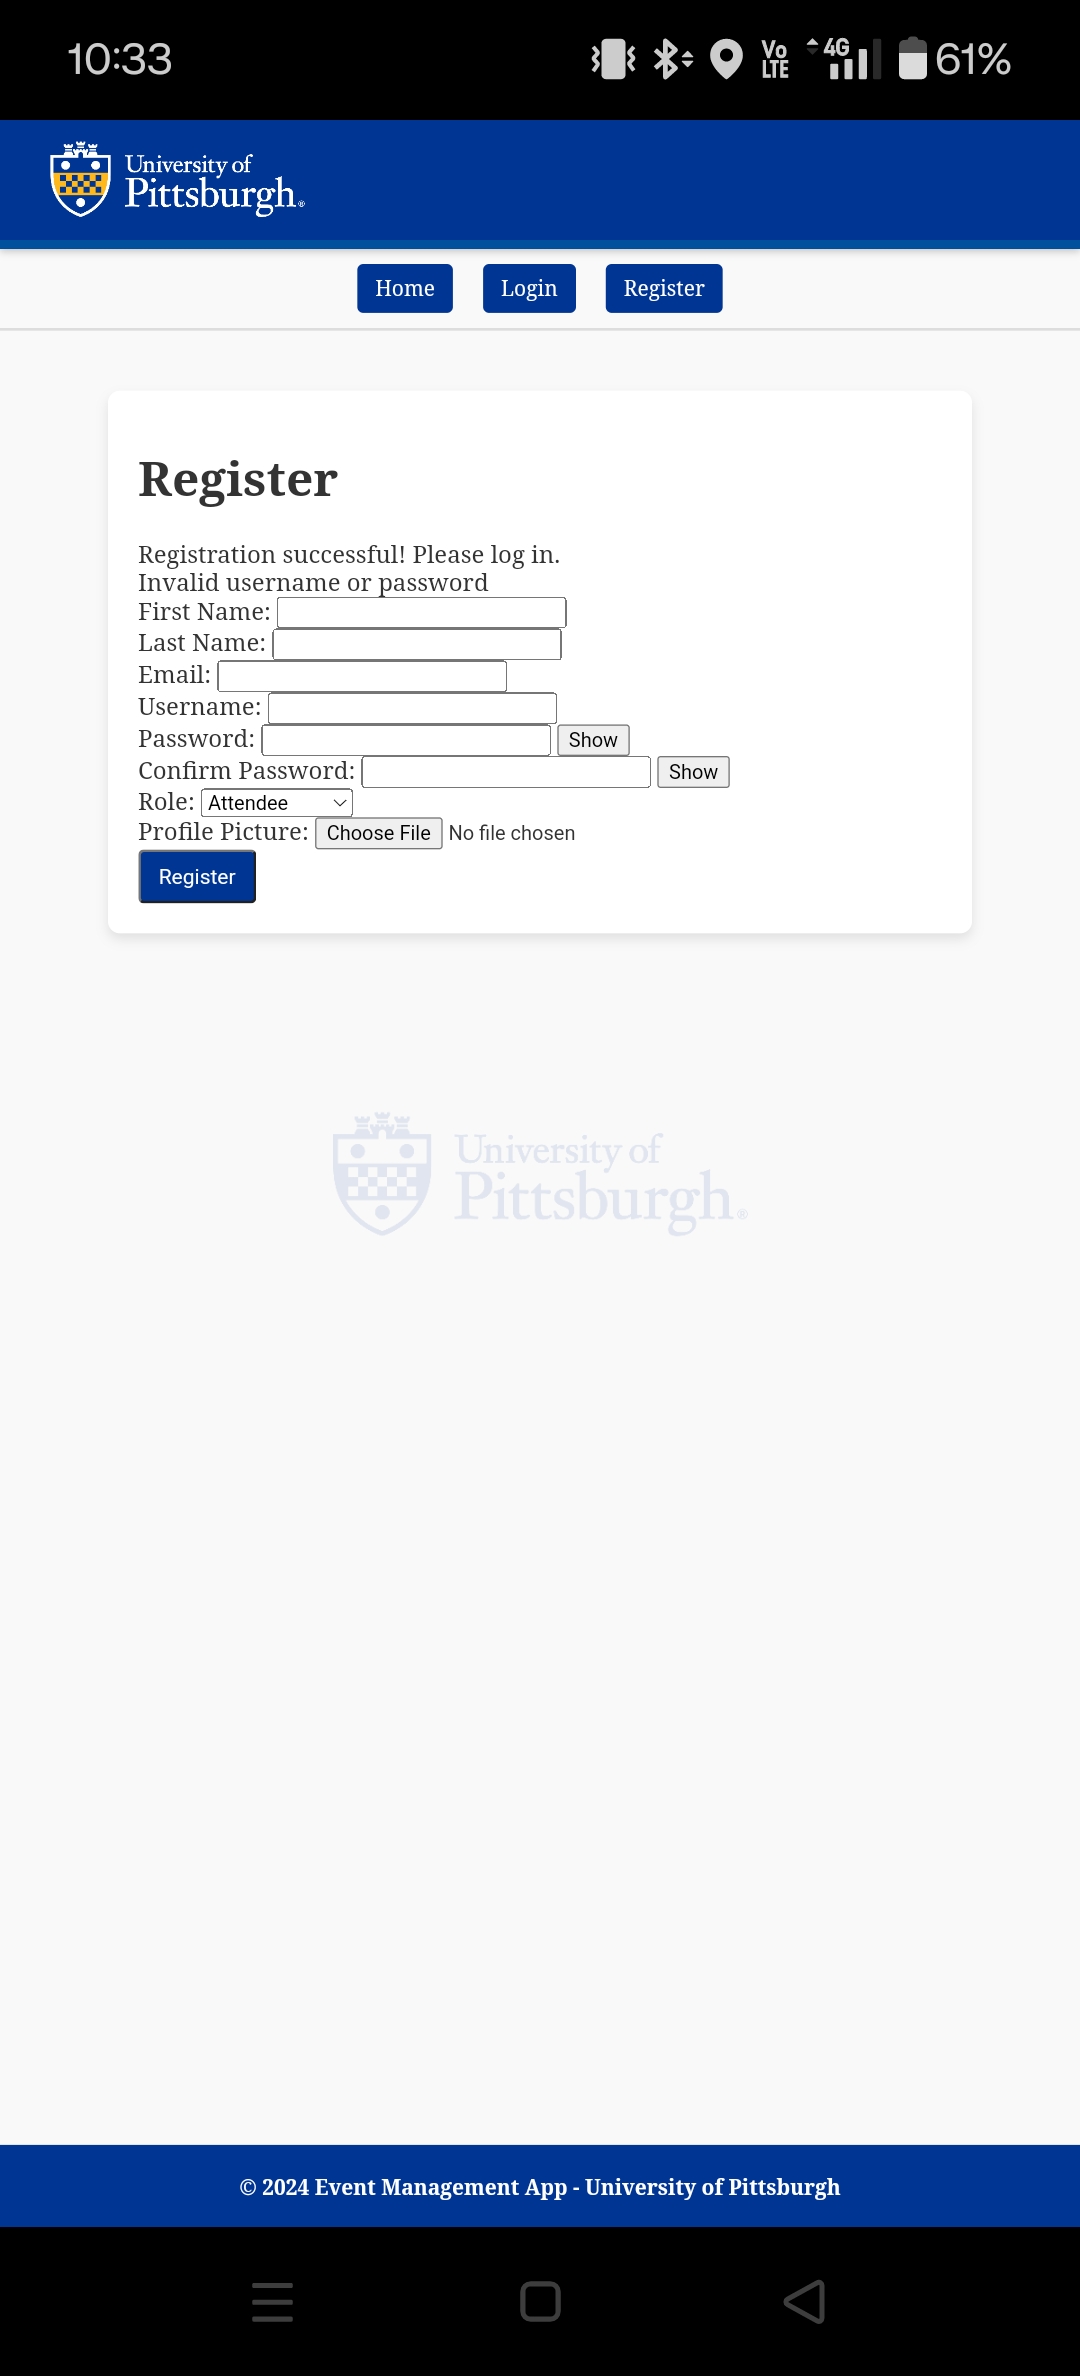 10:33 Vo LTE 4G 61%
University of
Pittsburgh®
Home Login Register
Register
Registration successful! Please log in.
Invalid username or password
First Name:
Last Name:
Email:
Username:
Password: Show
Confirm Password: Show
Role: Attendee
Profile Picture: Choose File No file chosen
Register
University of
Pittsburgh®
© 2024 Event Management App - University of Pittsburgh